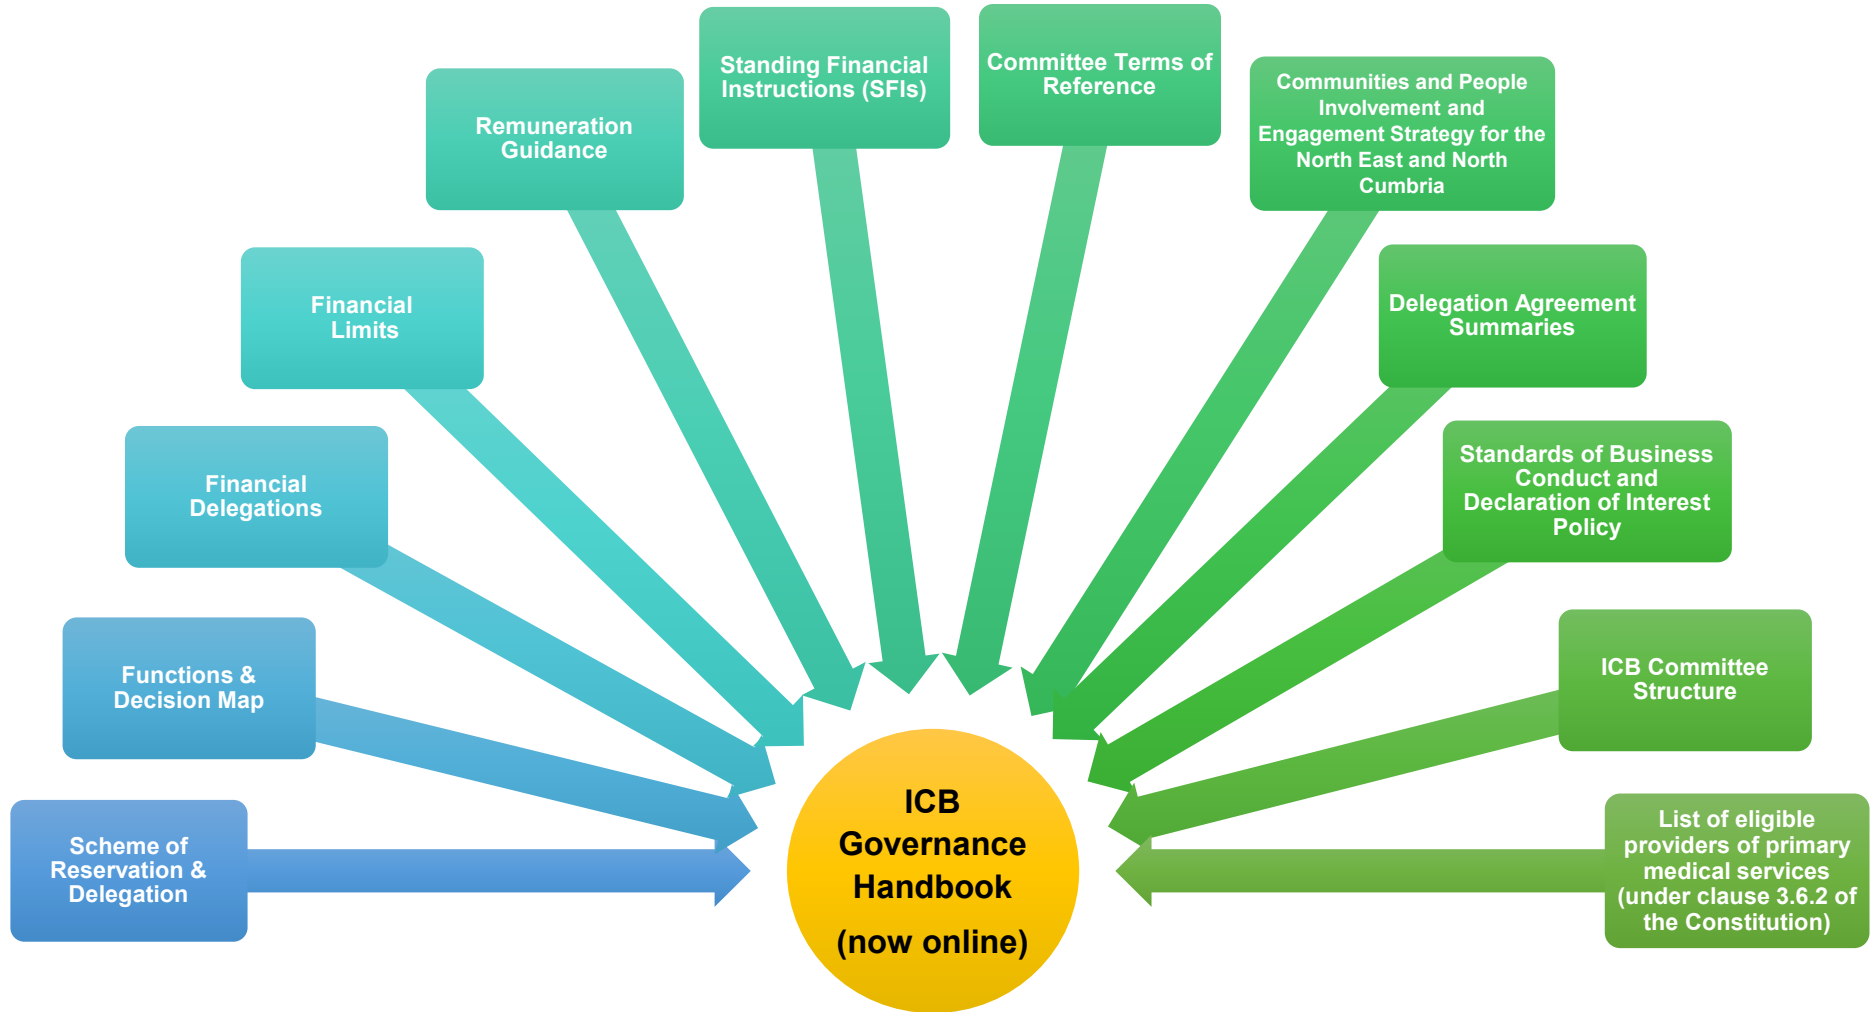 Scheme of
Reservation &
Delegation
Functions &
Decision Map
Financial
Delegations
Financial
Limits
Remuneration
Guidance
Standing Financial
Instructions (SFIs)
Committee Terms of
Reference
Communities and People
Involvement and
Engagement Strategy for the
North East and North
Cumbria
Delegation Agreement
Summaries
Standards of Business
Conduct and
Declaration of Interest
Policy
ICB Committee
Structure
List of eligible
providers of primary
medical services
(under clause 3.6.2 of
the Constitution)
ICB
Governance
Handbook
(now online)